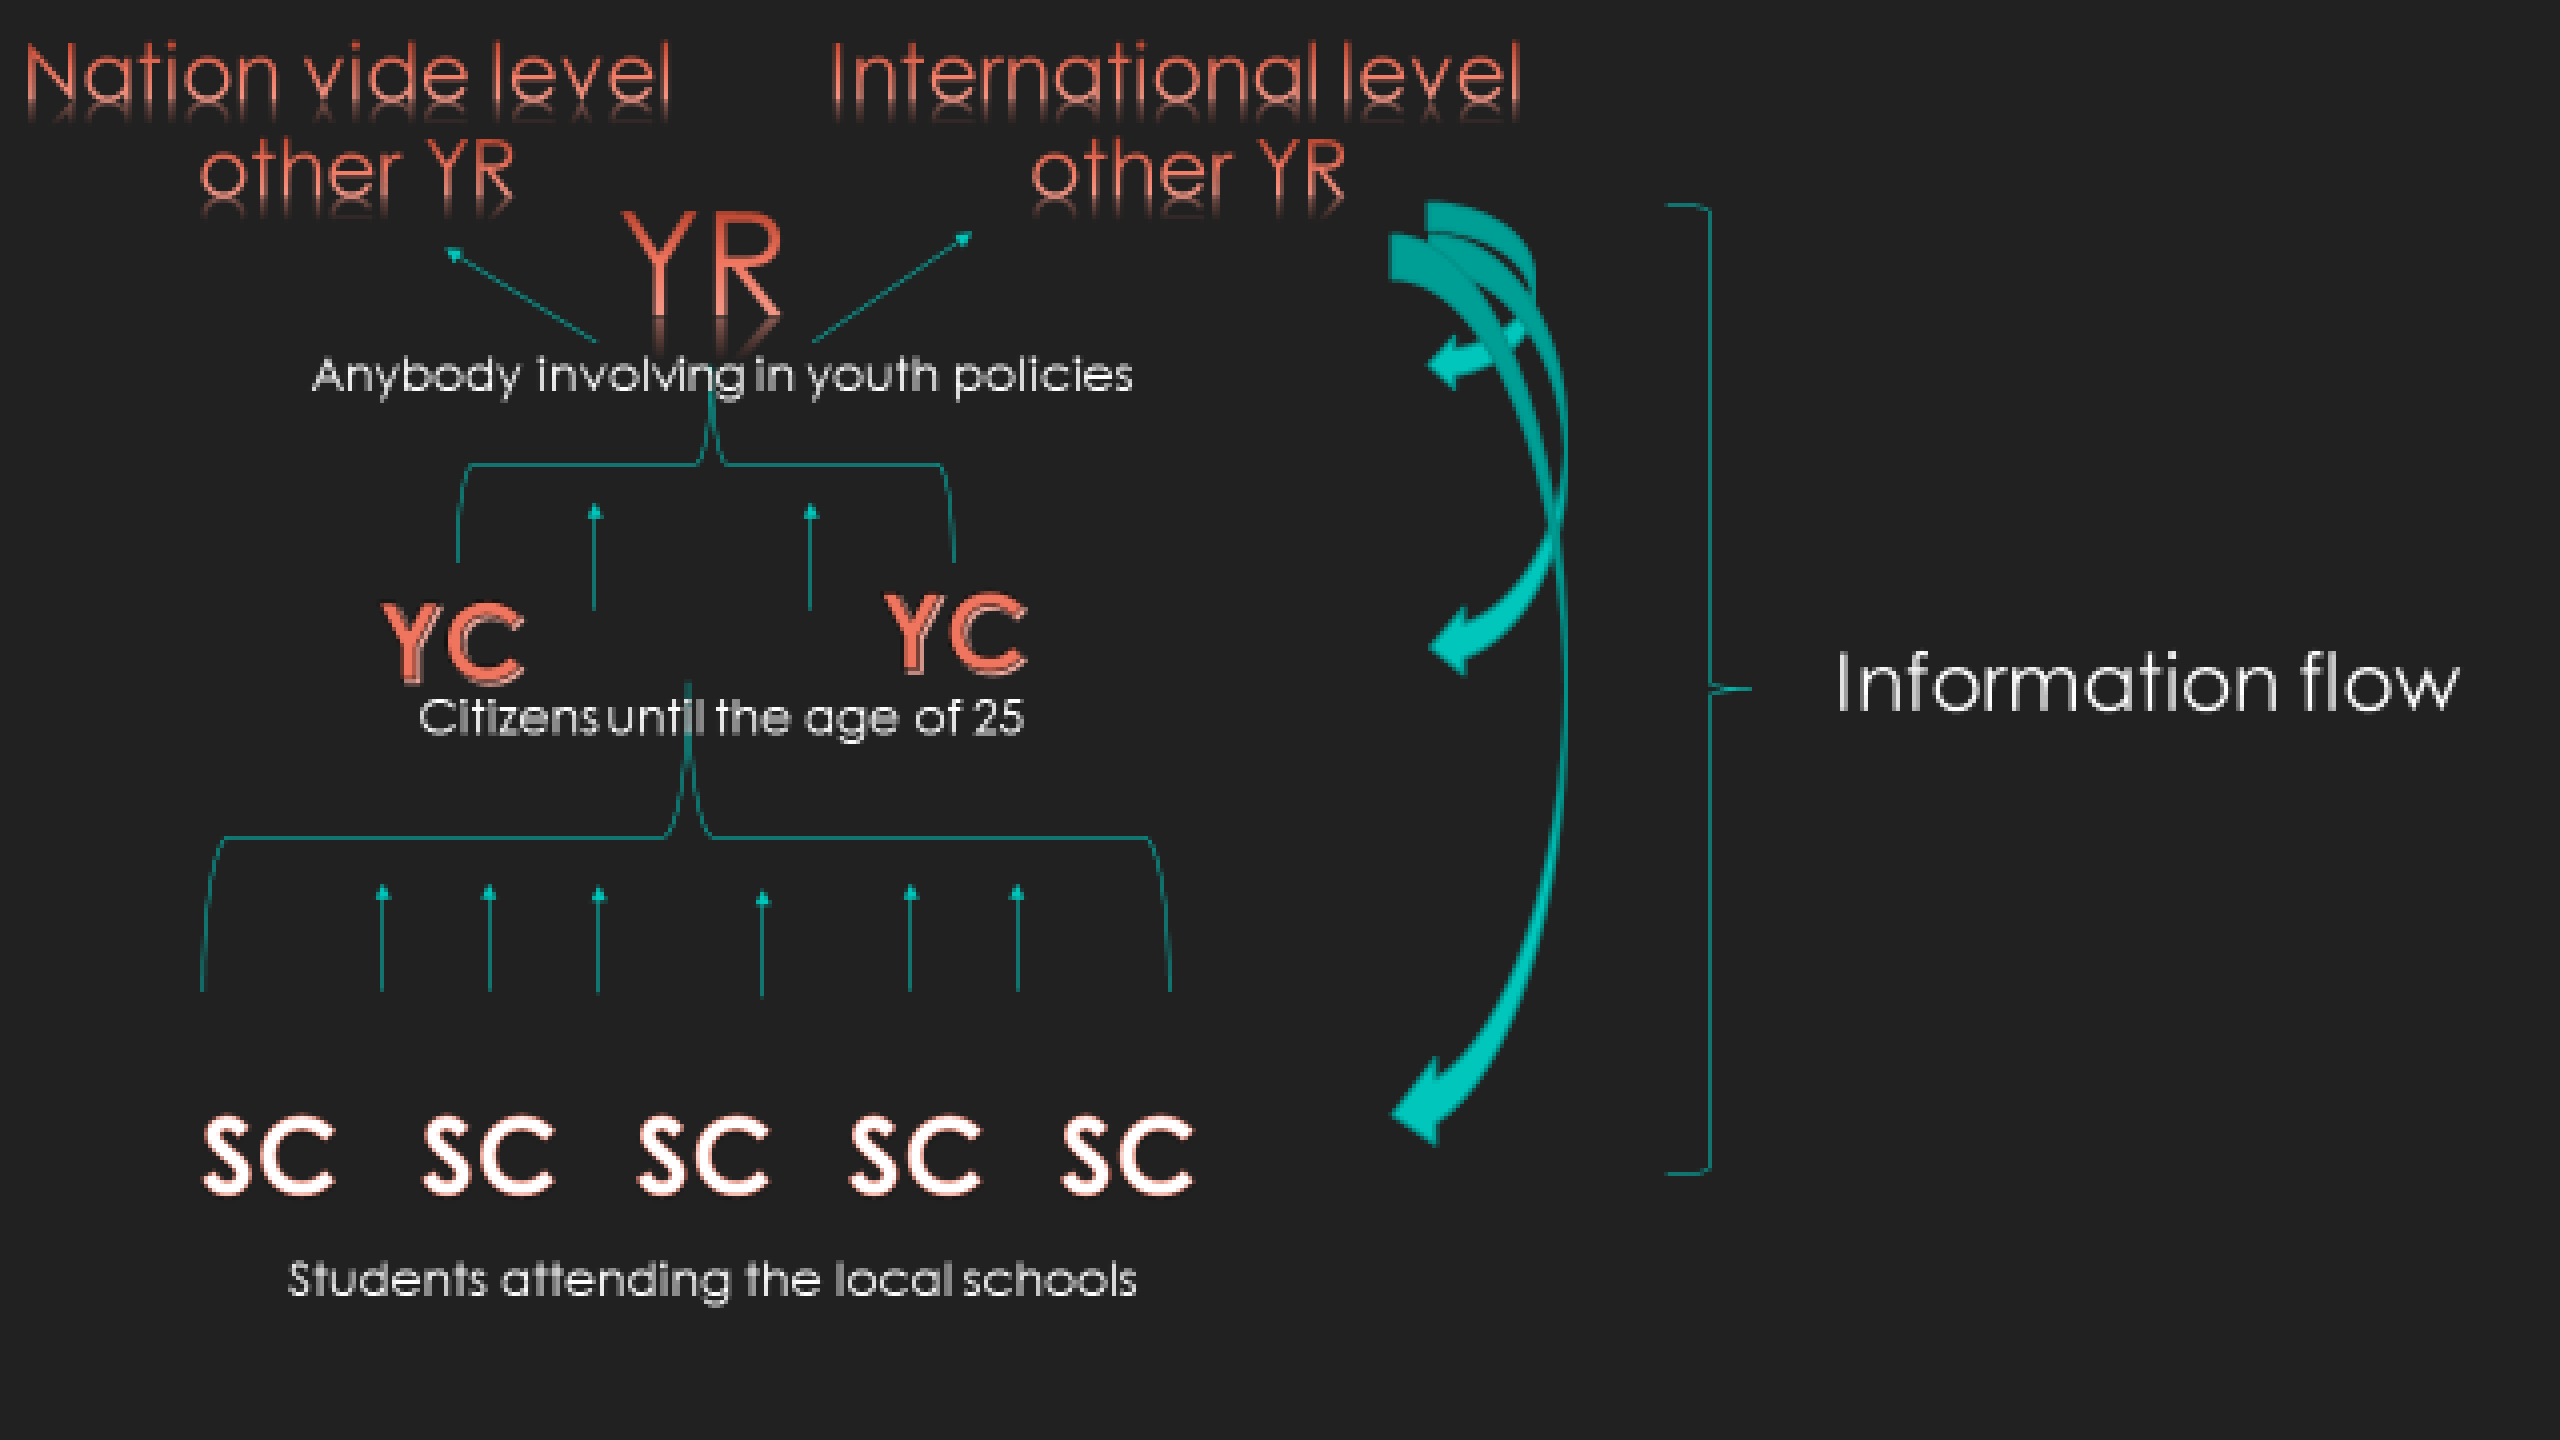 Nation vide level
other YR
International level
other YR
YR
Anybody involving in youth policies
YC YC
Citizens until the age of 25
Information flow
SC SC SC SC SC
Students attending the local schools